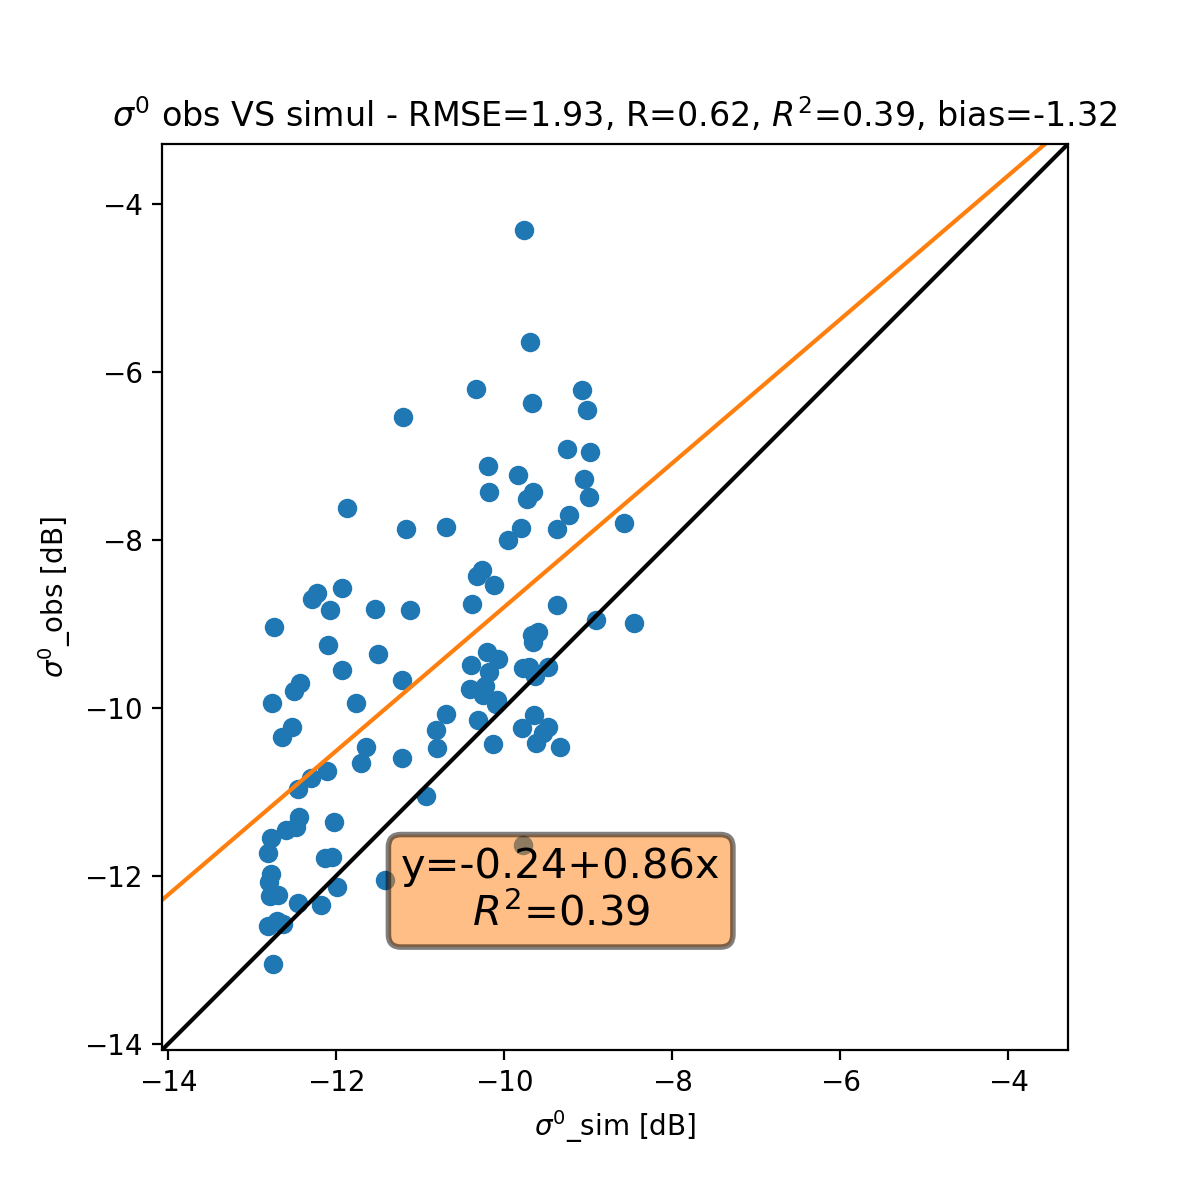 σ⁰ obs VS simul - RMSE=1.93, R=0.62, R²=0.39, bias=-1.32
−4
−6
−8
−10
−12
−14
σ⁰_obs [dB]
y=-0.24+0.86x
R²=0.39
−14 −12 −10 −8 −6 −4
σ⁰_sim [dB]